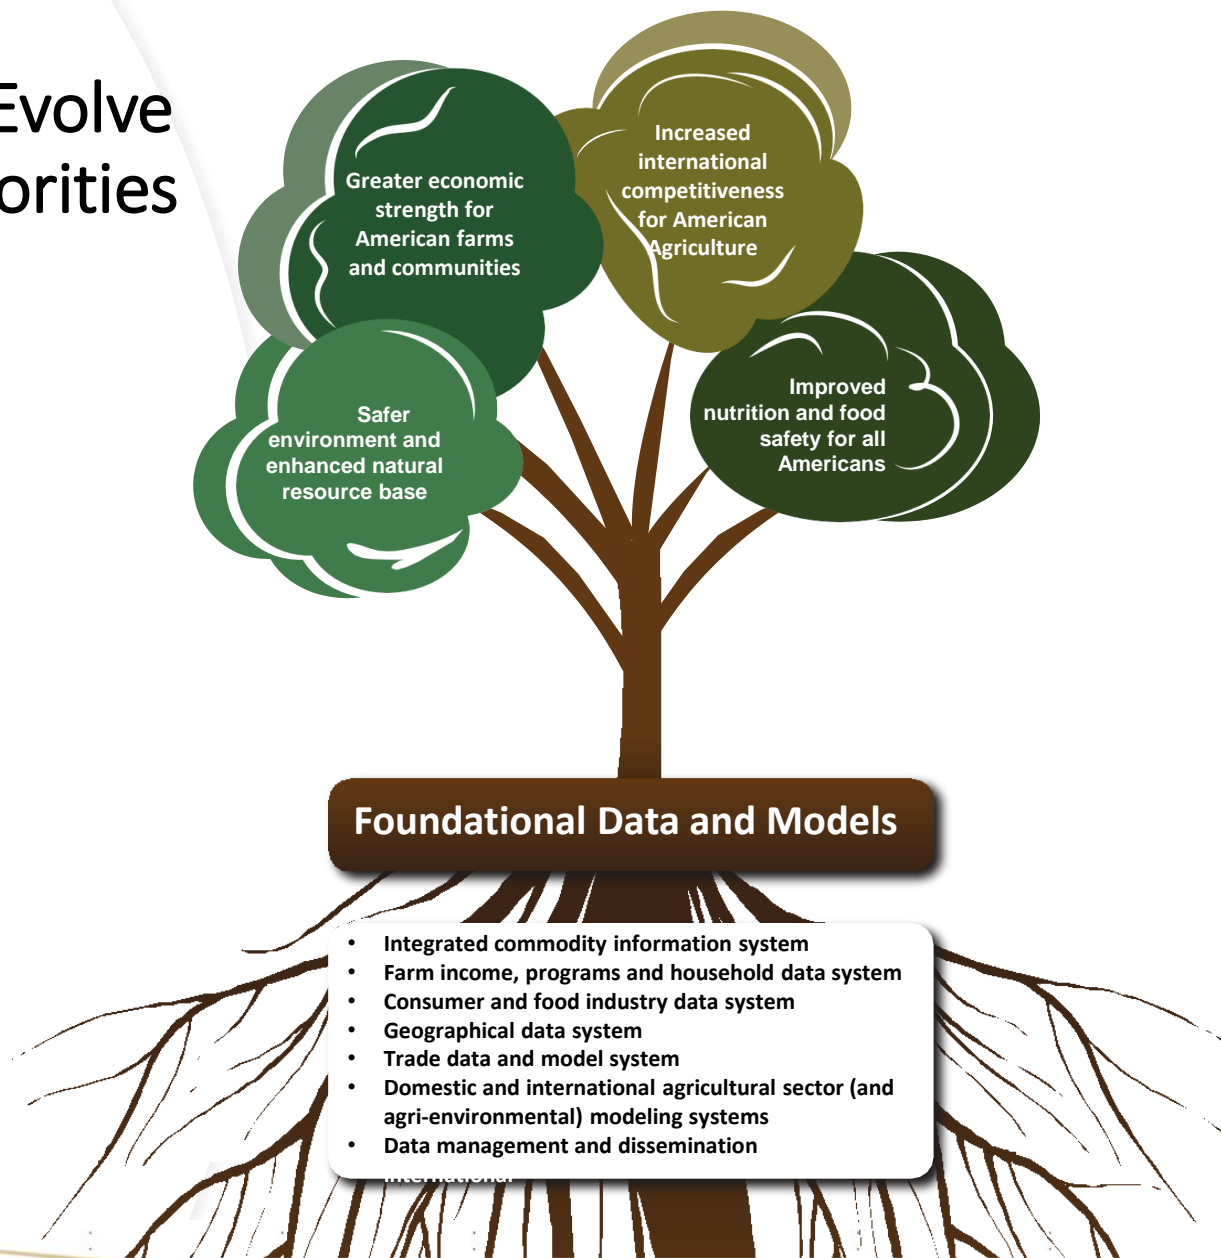 Evolve
orities
Increased
international
competitiveness
for American
Agriculture
Greater economic
strength for
American farms
and communities
Improved
nutrition and food
safety for all
Americans
Safer
environment and
enhanced natural
resource base
Foundational Data and Models
• Integrated commodity information system
• Farm income, programs and household data system
• Consumer and food industry data system
• Geographical data system
• Trade data and model system
• Domestic and international agricultural sector (and
agri-environmental) modeling systems
• Data management and dissemination
international